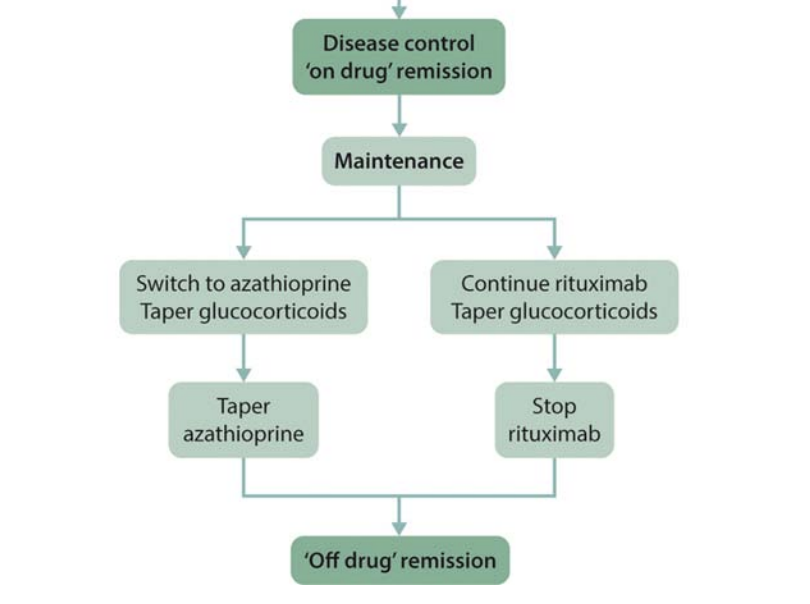 Disease control
‘on drug’ remission
Maintenance
Switch to azathioprine
Taper glucocorticoids
Continue rituximab
Taper glucocorticoids
Taper
azathioprine
Stop
rituximab
‘Off drug’ remission